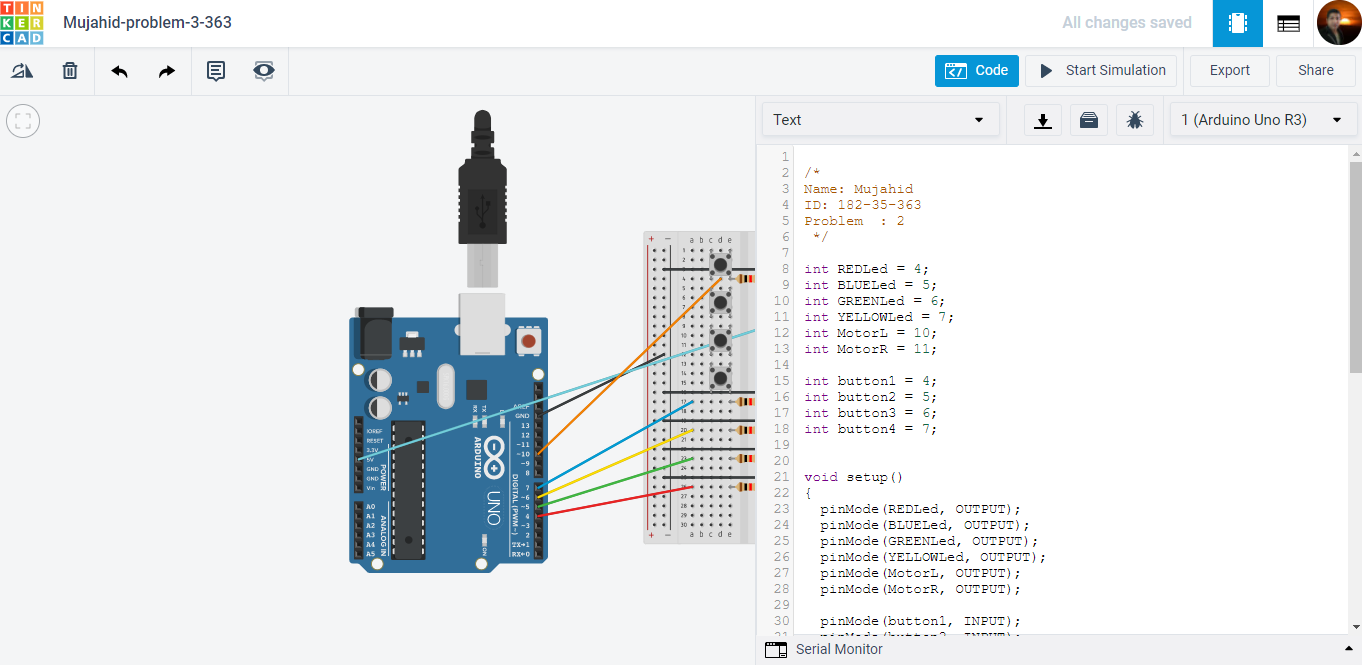 TIN
KER
CAD
Mujahid-problem-3-363
All changes saved
Code
Start Simulation
Export
Share
Text
1 (Arduino Uno R3)
1
2 /*
3 Name: Mujahid
4 ID: 182-35-363
5 Problem  : 2
6  */
7
8 int REDLed = 4;
9 int BLUELed = 5;
10 int GREENLed = 6;
11 int YELLOWLed = 7;
12 int MotorL = 10;
13 int MotorR = 11;
14
15 int button1 = 4;
16 int button2 = 5;
17 int button3 = 6;
18 int button4 = 7;
19
20
21 void setup()
22 {
23   pinMode(REDLed, OUTPUT);
24   pinMode(BLUELed, OUTPUT);
25   pinMode(GREENLed, OUTPUT);
26   pinMode(YELLOWLed, OUTPUT);
27   pinMode(MotorL, OUTPUT);
28   pinMode(MotorR, OUTPUT);
29
30   pinMode(button1, INPUT);
Serial Monitor
a b c d e
AREF
GND
13
12
~11
~10
~9
8
7
~6
~5
4
~3
2
TX→1
RX←0
DIGITAL (PWM~)
IOREF
RESET
3.3V
5V
GND
GND
Vin
POWER
A0
A1
A2
A3
A4
A5
ANALOG IN
TX
RX
ARDUINO
UNO
ON
a b c d e